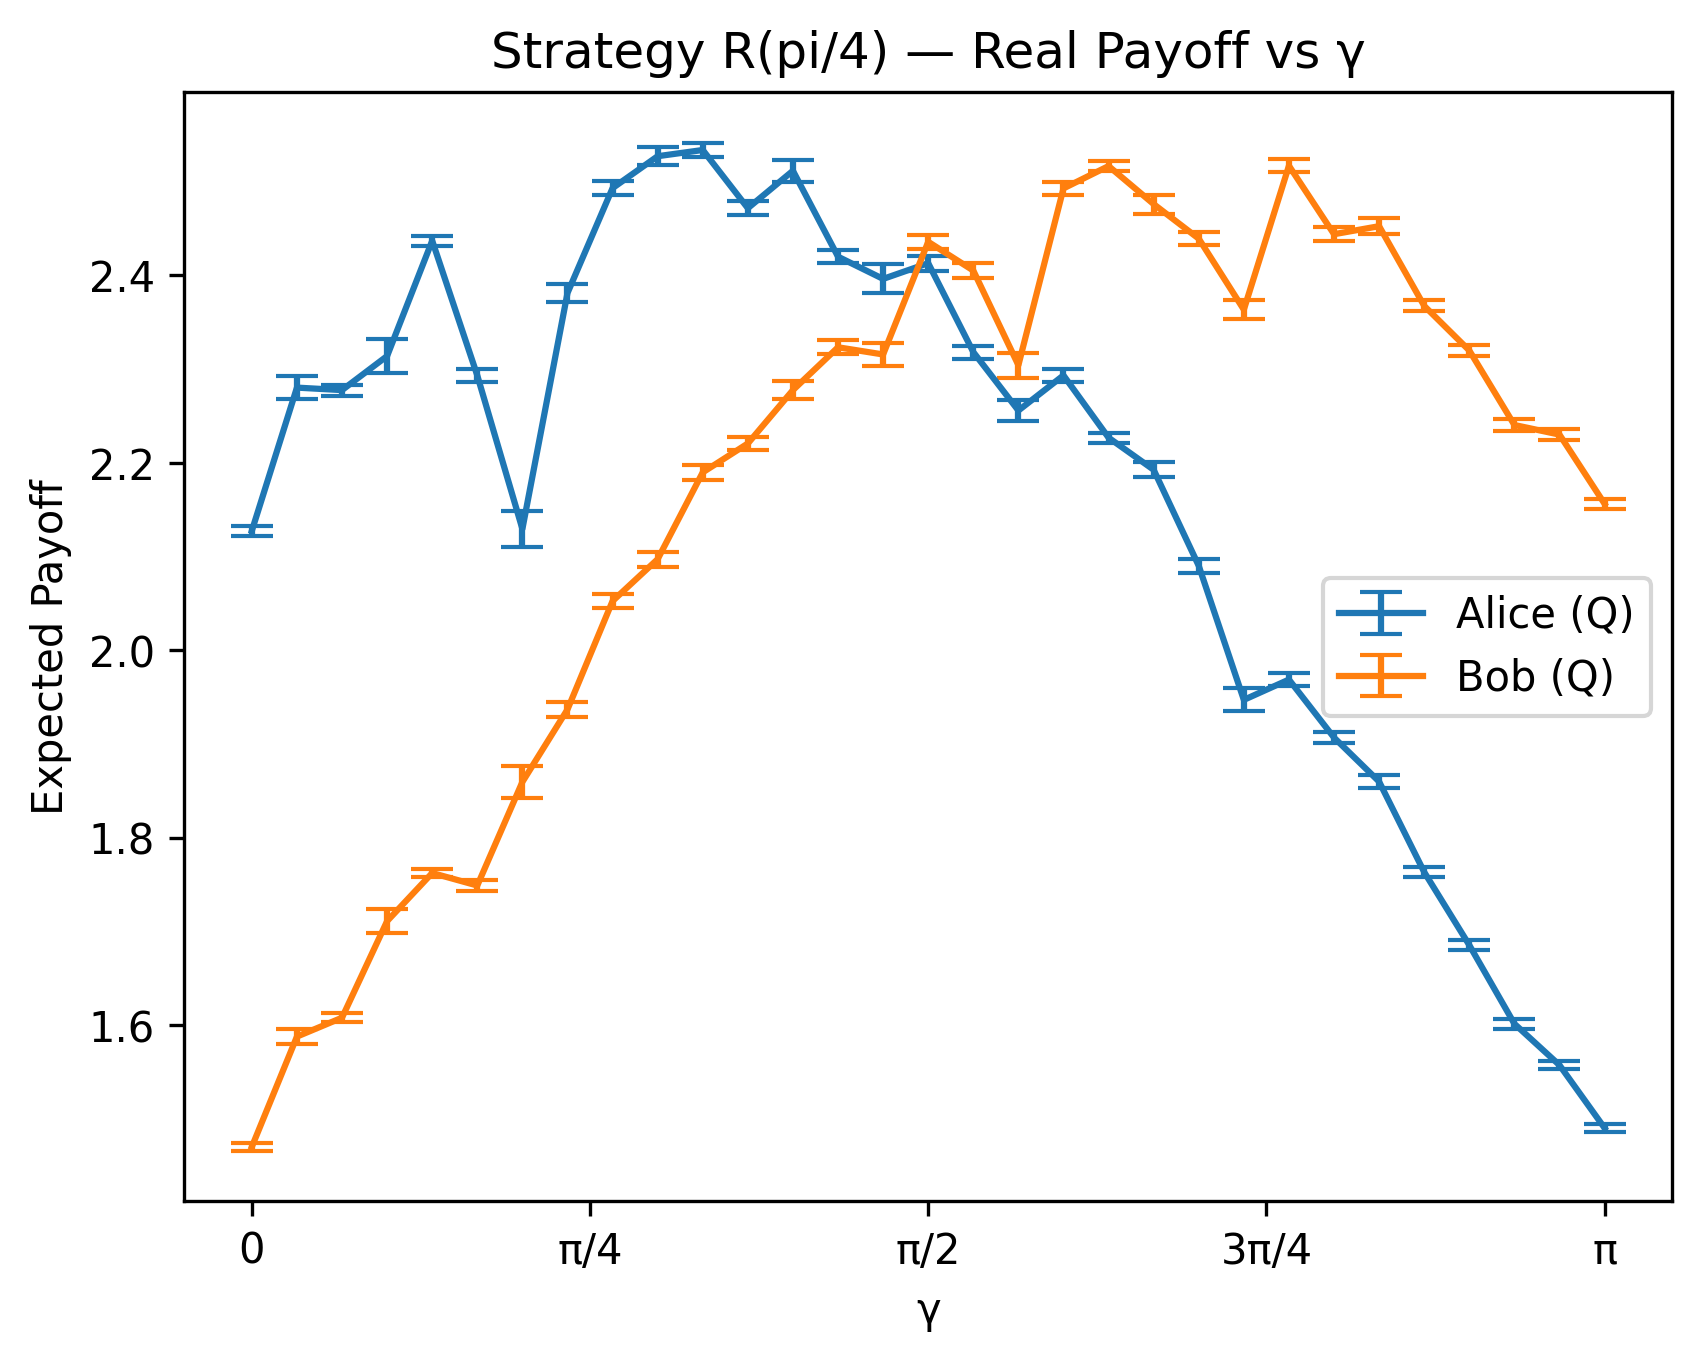 Strategy R(pi/4) — Real Payoff vs γ
Expected Payoff
2.4
2.2
2.0
1.8
1.6
Alice (Q)
Bob (Q)
0
π/4
π/2
3π/4
π
γ